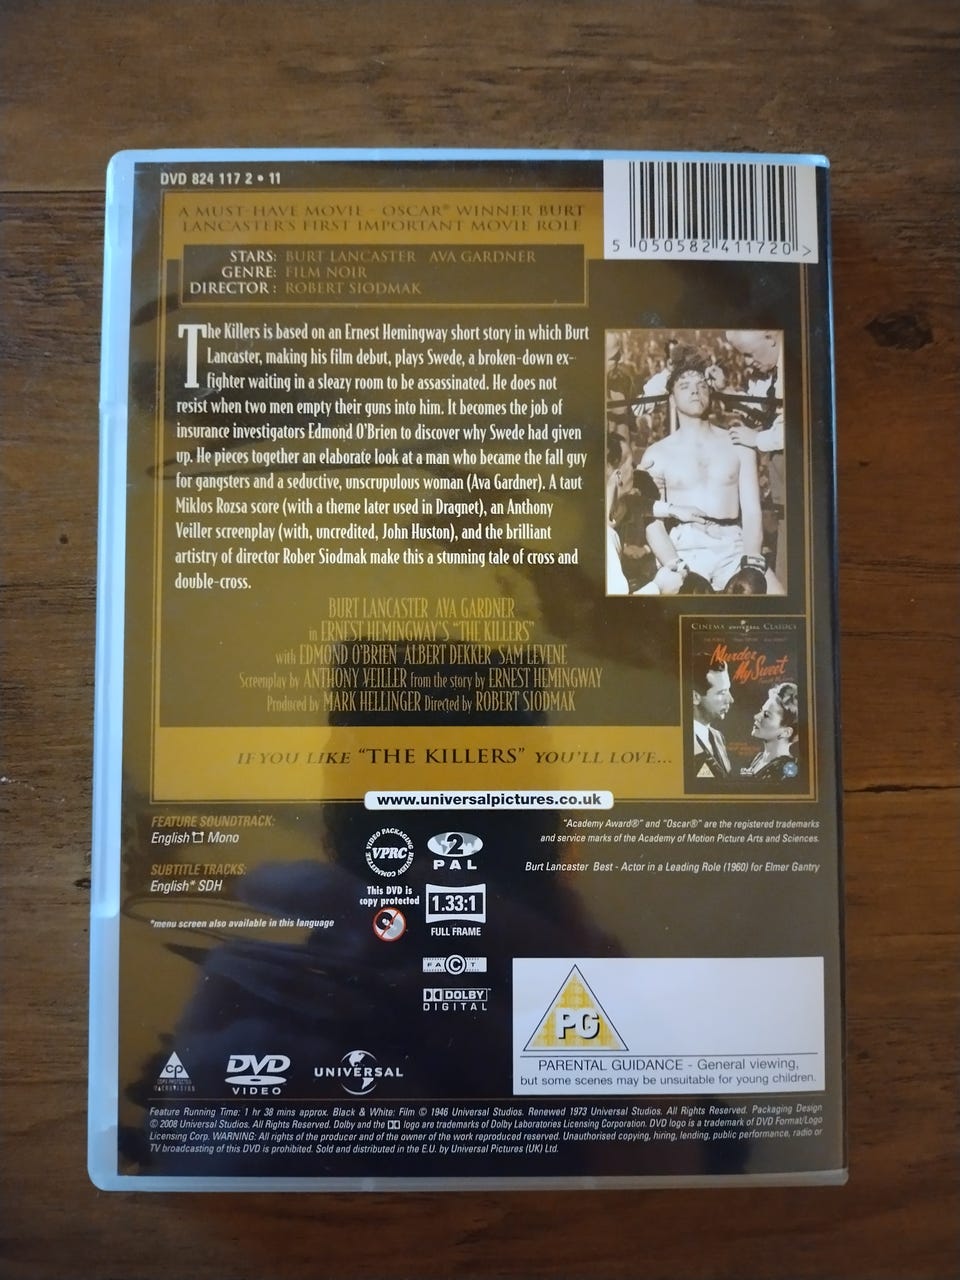 DVD 824 117 2 • 11
5 050582 411720 >
A MUST-HAVE MOVIE - OSCAR® WINNER BURT
LANCASTER'S FIRST IMPORTANT MOVIE ROLE
STARS: BURT LANCASTER AVA GARDNER
GENRE: FILM NOIR
DIRECTOR: ROBERT SIODMAK
The Killers is based on an Ernest Hemingway short story in which Burt
Lancaster, making his film debut, plays Swede, a broken-down ex-
fighter waiting in a sleazy room to be assassinated. He does not
resist when two men empty their guns into him. It becomes the job of
insurance investigators Edmond O'Brien to discover why Swede had given
up. He pieces together an elaborate look at a man who became the fall guy
for gangsters and a seductive, unscrupulous woman (Ava Gardner). A taut
Miklos Rozsa score (with a theme later used in Dragnet), an Anthony
Veiller screenplay (with, uncredited, John Huston), and the brilliant
artistry of director Rober Siodmak make this a stunning tale of cross and
double-cross.
BURT LANCASTER AVA GARDNER
in ERNEST HEMINGWAY'S "THE KILLERS"
with EDMOND O'BRIEN ALBERT DEKKER SAM LEVENE
Screenplay by ANTHONY VEILLER from the story by ERNEST HEMINGWAY
Produced by MARK HELLINGER Directed by ROBERT SIODMAK
CINEMA UNIVERSAL CLASSICS
Murder
My Sweet
IF YOU LIKE "THE KILLERS" YOU'LL LOVE...
www.universalpictures.co.uk
FEATURE SOUNDTRACK:
English Mono
SUBTITLE TRACKS:
English* SDH
*menu screen also available in this language
VIDEO PACKAGING REVIEW COMMITTEE
VPRC
2
PAL
This DVD is
copy protected
1.33:1
FULL FRAME
FACT
DOLBY
DIGITAL
"Academy Award®" and "Oscar®" are the registered trademarks
and service marks of the Academy of Motion Picture Arts and Sciences.
Burt Lancaster Best - Actor in a Leading Role (1960) for Elmer Gantry
PG
PARENTAL GUIDANCE - General viewing,
but some scenes may be unsuitable for young children.
CP
DVD
VIDEO
UNIVERSAL
Feature Running Time: 1 hr 38 mins approx. Black & White: Film © 1946 Universal Studios. Renewed 1973 Universal Studios. All Rights Reserved. Packaging Design
© 2008 Universal Studios. All Rights Reserved. Dolby and the logo are trademarks of Dolby Laboratories Licensing Corporation. DVD logo is a trademark of DVD Format/Logo
Licensing Corp. WARNING: All rights of the producer and of the owner of the work reproduced reserved. Unauthorised copying, hiring, lending, public performance, radio or
TV broadcasting of this DVD is prohibited. Sold and distributed in the E.U. by Universal Pictures (UK) Ltd.